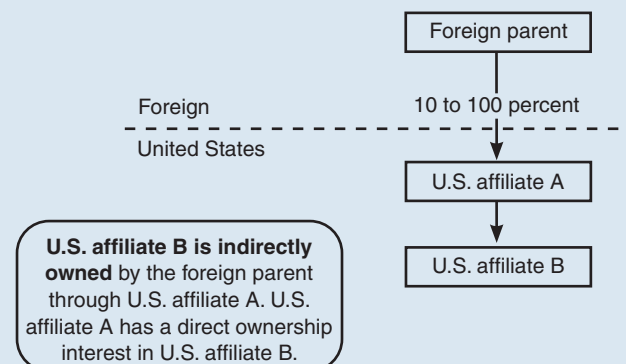 Foreign parent
Foreign
10 to 100 percent
United States
U.S. affiliate A
U.S. affiliate B
U.S. affiliate B is indirectly
owned by the foreign parent
through U.S. affiliate A. U.S.
affiliate A has a direct ownership
interest in U.S. affiliate B.